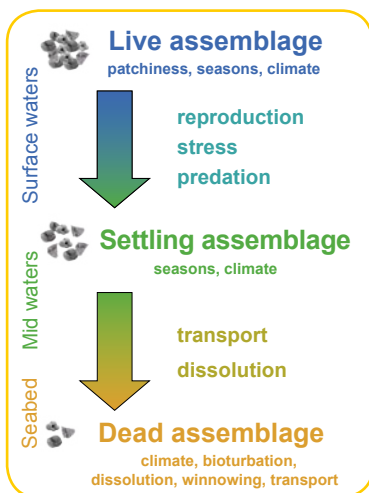 Live assemblage
patchiness, seasons, climate
Surface waters
reproduction
stress
predation
Settling assemblage
seasons, climate
Mid waters
transport
dissolution
Seabed
Dead assemblage
climate, bioturbation,
dissolution, winnowing, transport